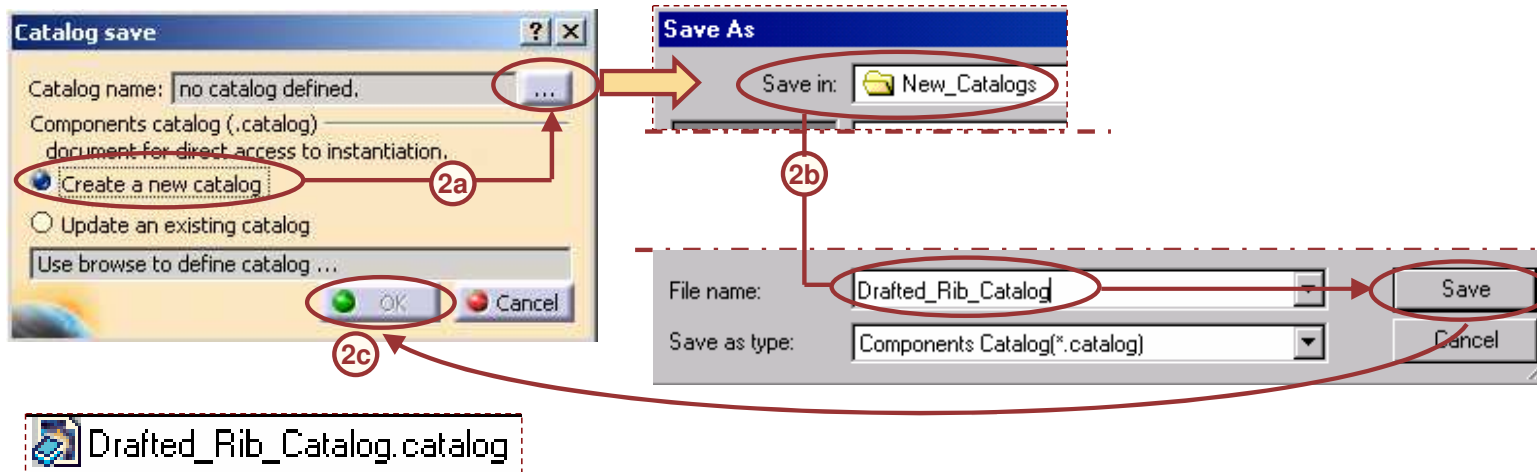 Catalog save
Catalog name: no catalog defined. ...
Components catalog (.catalog)
document for direct access to instantiation.
Create a new catalog
2a
Update an existing catalog
Use browse to define catalog ...
OK Cancel
2c
Save As
Save in: New_Catalogs
2b
File name: Drafted_Rib_Catalog Save
Save as type: Components Catalog(*.catalog) Cancel
Drafted_Rib_Catalog.catalog